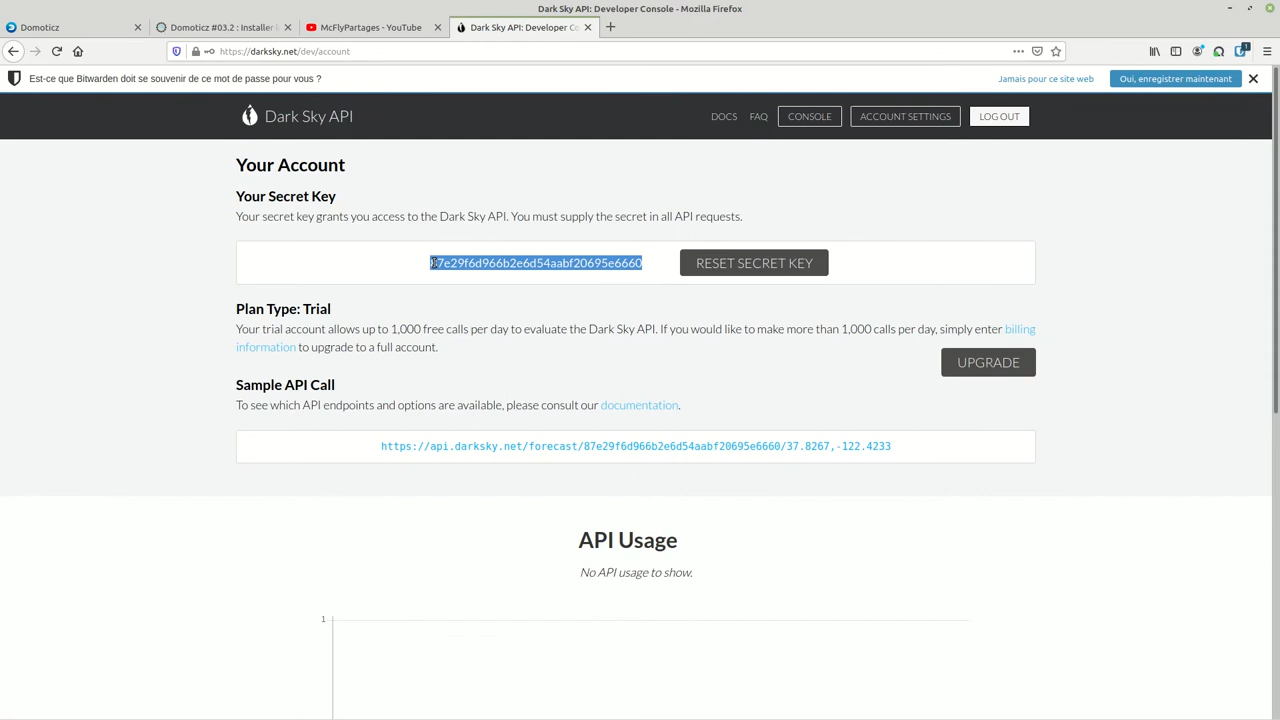 Dark Sky API: Developer Console - Mozilla Firefox
Domoticz
Domoticz #03.2 : Installer
McFlyPartages - YouTube
Dark Sky API: Developer Co
https://darksky.net/dev/account
1
Est-ce que Bitwarden doit se souvenir de ce mot de passe pour vous ?
Jamais pour ce site web
Oui, enregistrer maintenant
Dark Sky API
DOCS
FAQ
CONSOLE
ACCOUNT SETTINGS
LOG OUT
Your Account
Your Secret Key
Your secret key grants you access to the Dark Sky API. You must supply the secret in all API requests.
87e29f6d966b2e6d54aabf20695e6660
RESET SECRET KEY
Plan Type: Trial
Your trial account allows up to 1,000 free calls per day to evaluate the Dark Sky API. If you would like to make more than 1,000 calls per day, simply enter billing
information to upgrade to a full account.
UPGRADE
Sample API Call
To see which API endpoints and options are available, please consult our documentation.
https://api.darksky.net/forecast/87e29f6d966b2e6d54aabf20695e6660/37.8267,-122.4233
API Usage
No API usage to show.
1